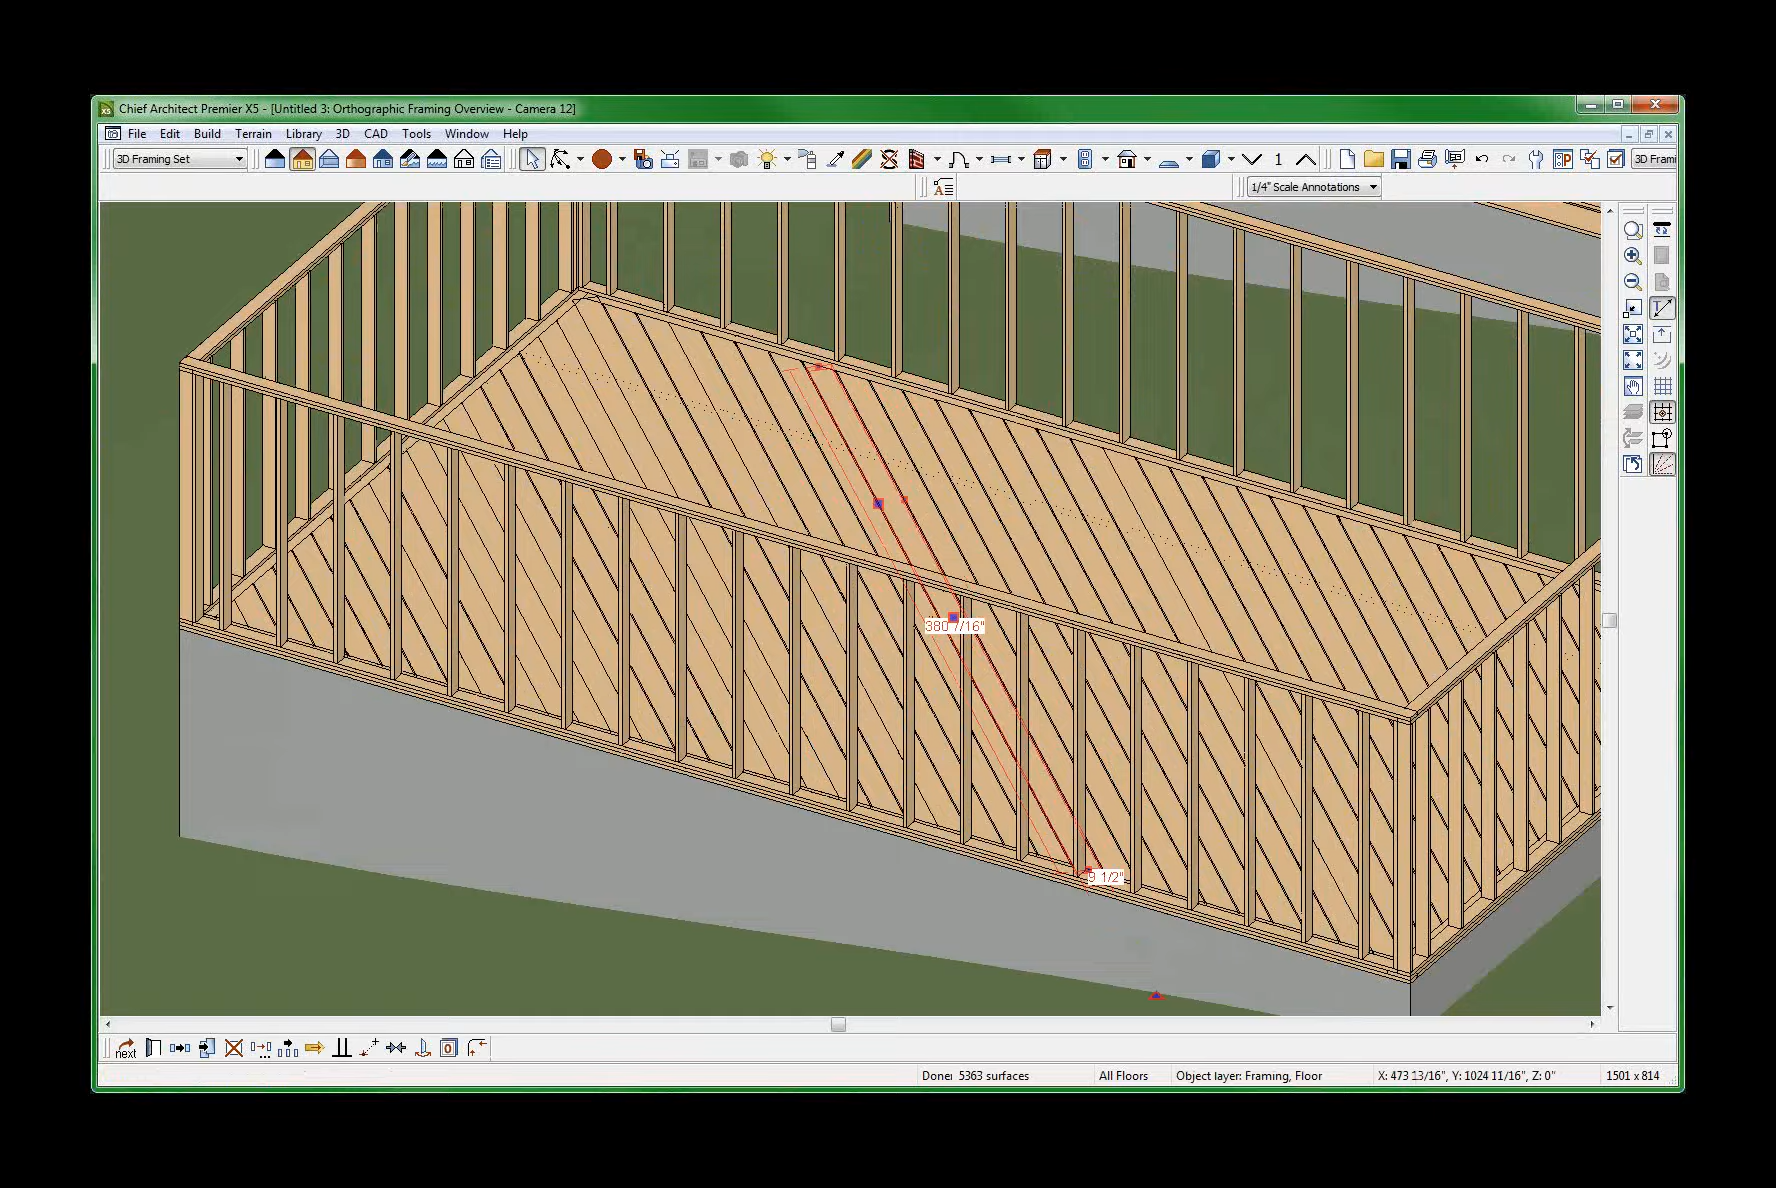 Chief Architect Premier X5 - [Untitled 3: Orthographic Framing Overview - Camera 12]
File Edit Build Terrain Library 3D CAD Tools Window Help
3D Framing Set
1
3D Frami
1/4" Scale Annotations
380 7/16"
9 1/2"
next
Done: 5363 surfaces
All Floors
Object layer: Framing, Floor
X: 473 13/16", Y: 1024 11/16", Z: 0"
1501 x 814